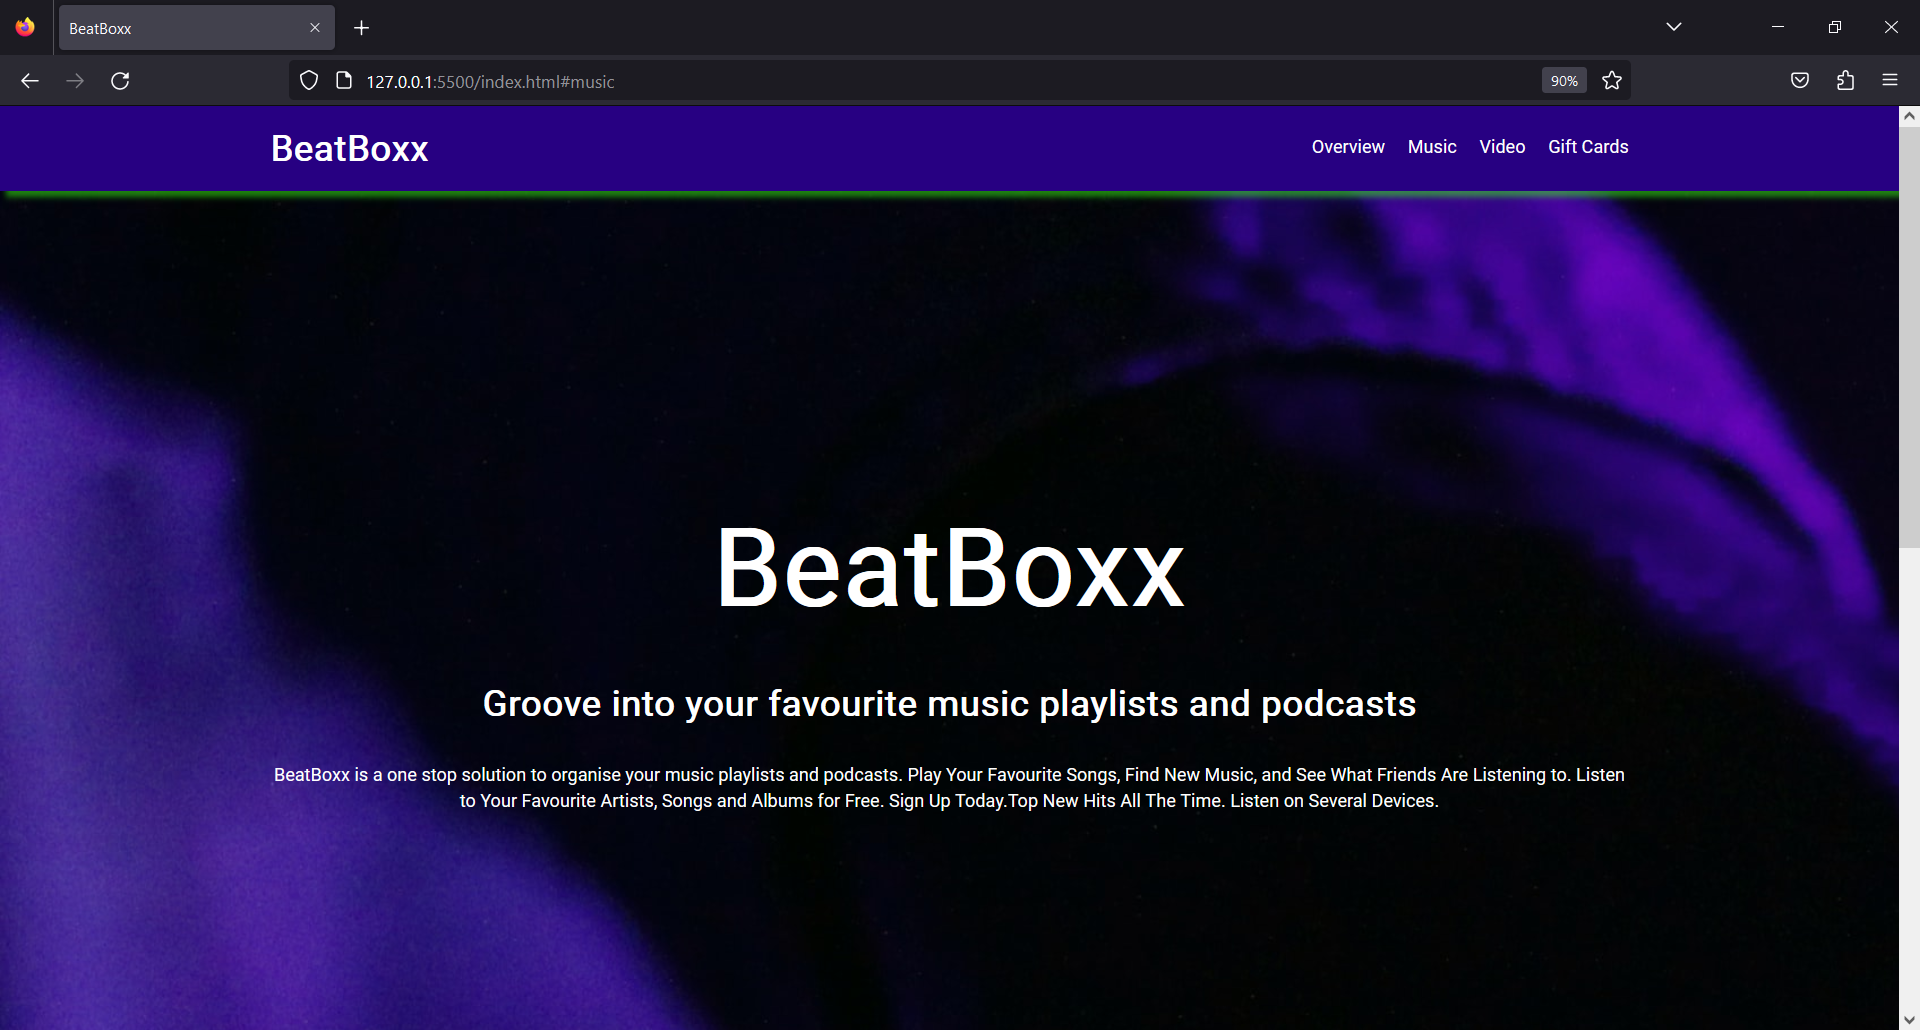 BeatBoxx
127.0.0.1:5500/index.html#music
90%
BeatBoxx
Overview Music Video Gift Cards
BeatBoxx
Groove into your favourite music playlists and podcasts
BeatBoxx is a one stop solution to organise your music playlists and podcasts. Play Your Favourite Songs, Find New Music, and See What Friends Are Listening to. Listen
to Your Favourite Artists, Songs and Albums for Free. Sign Up Today.Top New Hits All The Time. Listen on Several Devices.